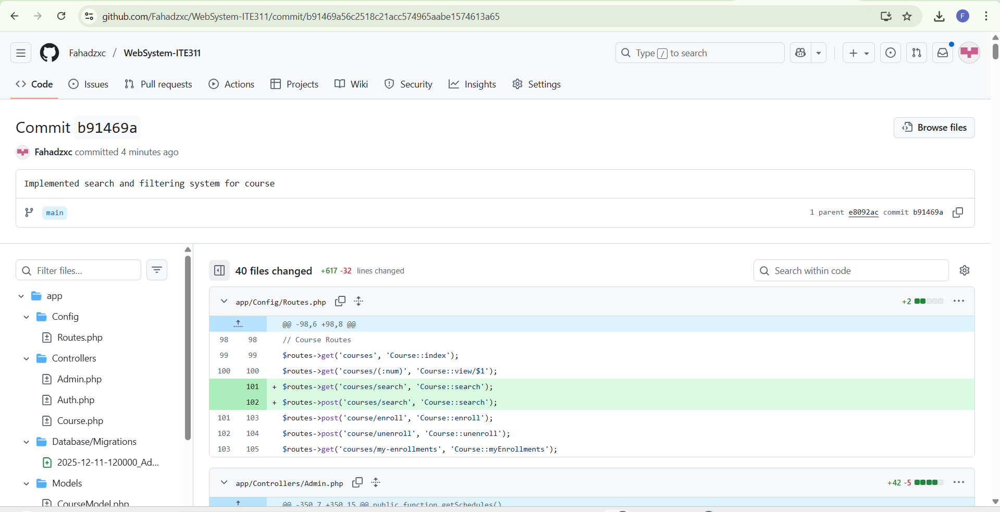 github.com/Fahadzxc/WebSystem-ITE311/commit/b91469a56c2518c21acc574965aabe1574613a65
F
Fahadzxc / WebSystem-ITE311
Type / to search
Code
Issues
Pull requests
Actions
Projects
Wiki
Security
Insights
Settings
Commit b91469a
Browse files
Fahadzxc committed 4 minutes ago
Implemented search and filtering system for course
main
1 parent e8092ac commit b91469a
Filter files...
app
Config
Routes.php
Controllers
Admin.php
Auth.php
Course.php
Database/Migrations
2025-12-11-120000_Ad...
Models
CourseModel.php
40 files changed +617 -32 lines changed
Search within code
app/Config/Routes.php
+2
@@ -98,6 +98,8 @@
98 98 // Course Routes
99 99 $routes->get('courses', 'Course::index');
100 100 $routes->get('courses/(:num)', 'Course::view/$1');
101 + $routes->get('courses/search', 'Course::search');
102 + $routes->post('courses/search', 'Course::search');
101 103 $routes->post('course/enroll', 'Course::enroll');
102 104 $routes->post('course/unenroll', 'Course::unenroll');
103 105 $routes->get('courses/my-enrollments', 'Course::myEnrollments');
app/Controllers/Admin.php
+42 -5
@@ -350,7 +350,15 @@ public function getSchedules()